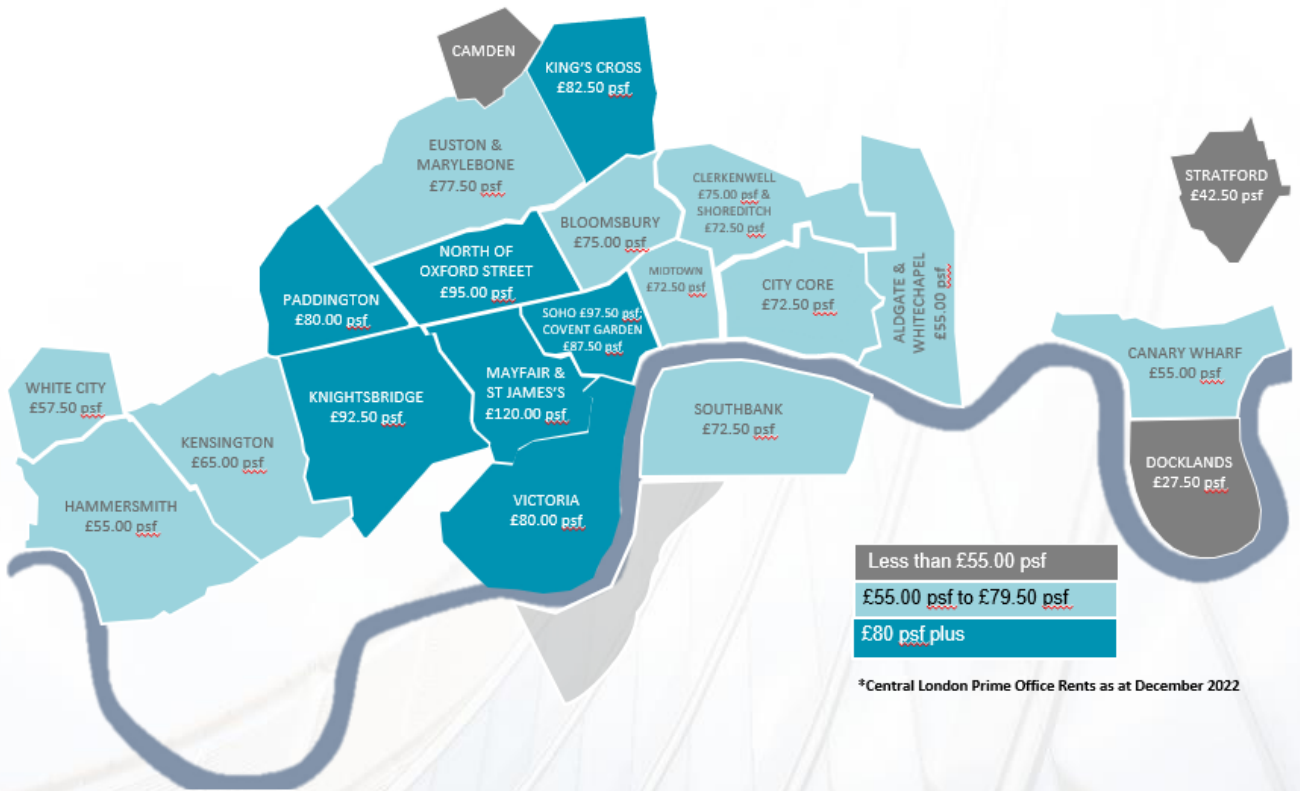 CAMDEN
KING'S CROSS
£82.50 psf
EUSTON &
MARYLEBONE
£77.50 psf
CLERKENWELL
£75.00 psf &
SHOREDITCH
£72.50 psf
STRATFORD
£42.50 psf
BLOOMSBURY
£75.00 psf
NORTH OF
OXFORD STREET
£95.00 psf
MIDTOWN
£72.50 psf
CITY CORE
£72.50 psf
ALDGATE &
WHITECHAPEL
£55.00 psf
PADDINGTON
£80.00 psf
SOHO £97.50 psf;
COVENT GARDEN
£87.50 psf
CANARY WHARF
£55.00 psf
WHITE CITY
£57.50 psf
KNIGHTSBRIDGE
£92.50 psf
MAYFAIR &
ST JAMES'S
£120.00 psf
SOUTHBANK
£72.50 psf
KENSINGTON
£65.00 psf
DOCKLANDS
£27.50 psf
HAMMERSMITH
£55.00 psf
VICTORIA
£80.00 psf
Less than £55.00 psf
£55.00 psf to £79.50 psf
£80 psf plus
*Central London Prime Office Rents as at December 2022